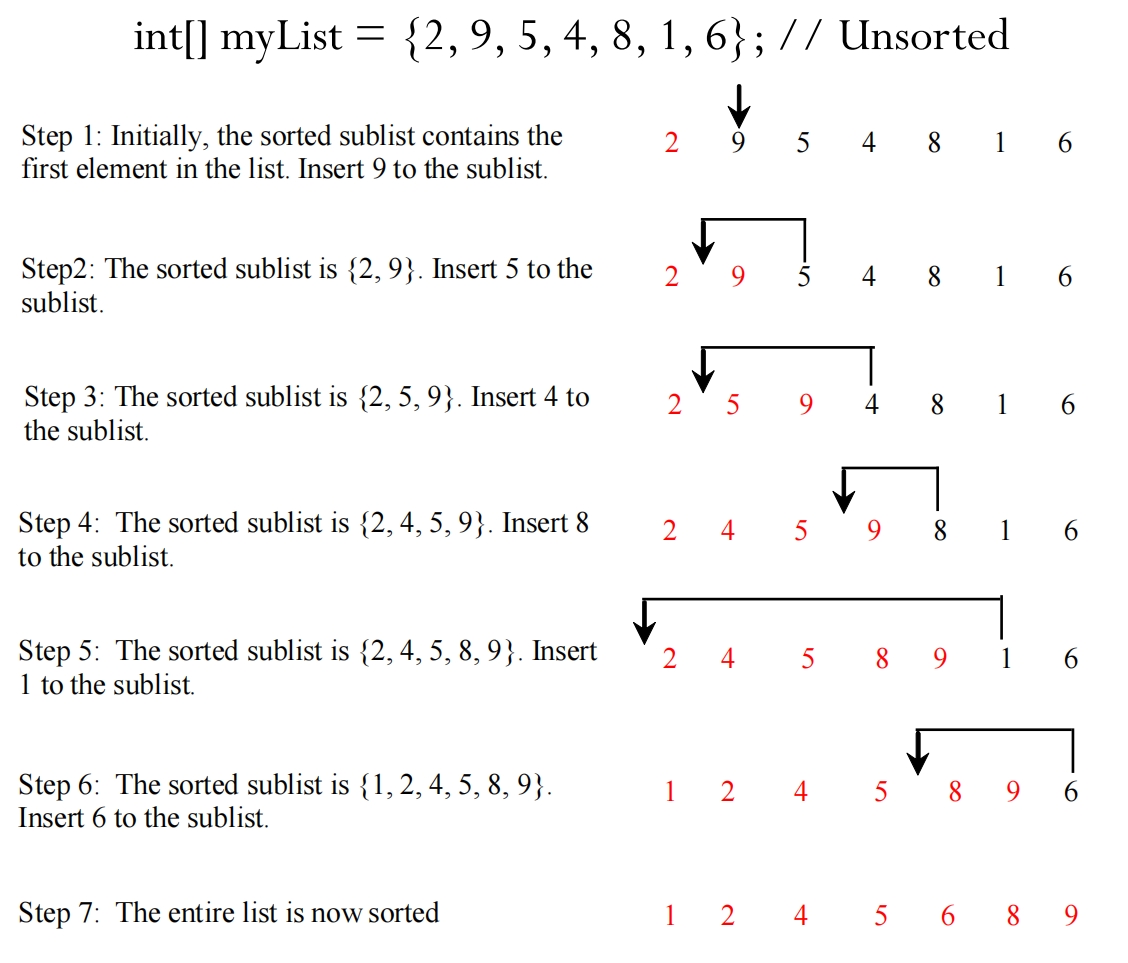 int[] myList = {2, 9, 5, 4, 8, 1, 6}; // Unsorted
Step 1: Initially, the sorted sublist contains the
first element in the list. Insert 9 to the sublist.
2 9 5 4 8 1 6
Step2: The sorted sublist is {2, 9}. Insert 5 to the
sublist.
2 9 5 4 8 1 6
Step 3: The sorted sublist is {2, 5, 9}. Insert 4 to
the sublist.
2 5 9 4 8 1 6
Step 4: The sorted sublist is {2, 4, 5, 9}. Insert 8
to the sublist.
2 4 5 9 8 1 6
Step 5: The sorted sublist is {2, 4, 5, 8, 9}. Insert
1 to the sublist.
2 4 5 8 9 1 6
Step 6: The sorted sublist is {1, 2, 4, 5, 8, 9}.
Insert 6 to the sublist.
1 2 4 5 8 9 6
Step 7: The entire list is now sorted
1 2 4 5 6 8 9